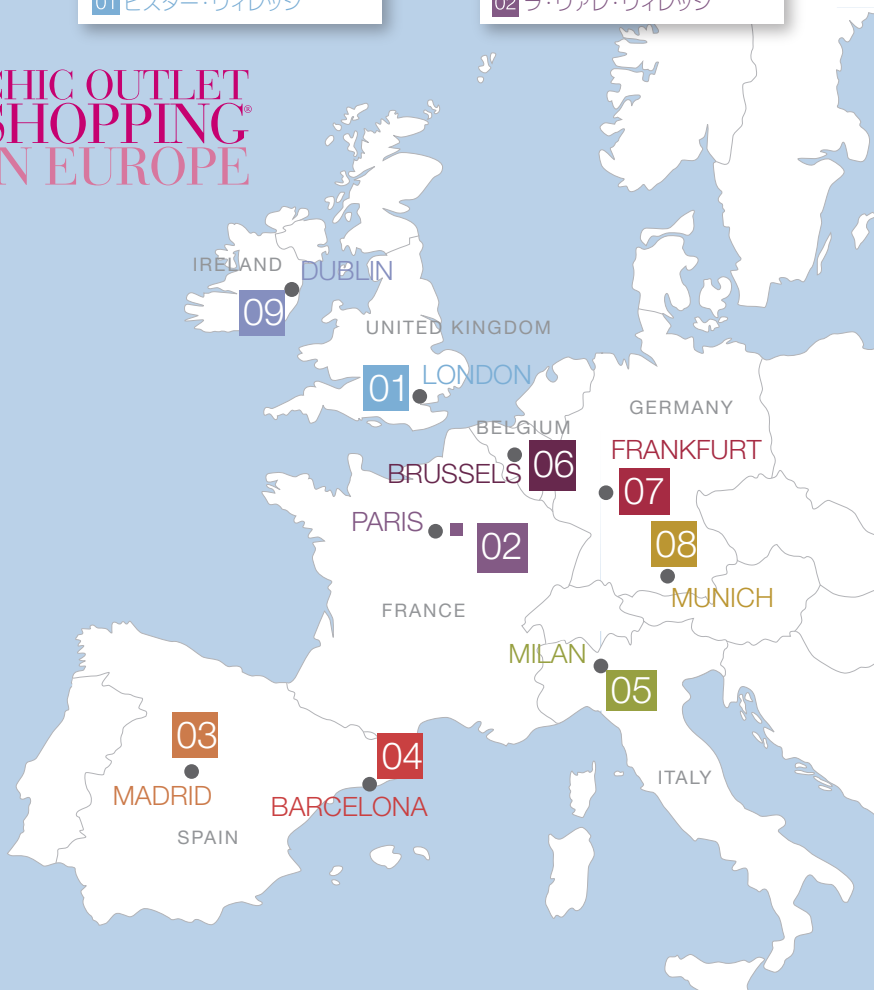 01 ビスター・ヴィレッジ
02 ラ・ヴァレ・ヴィレッジ
CHIC OUTLET
SHOPPING®
IN EUROPE
IRELAND
DUBLIN
09
UNITED KINGDOM
01
LONDON
GERMANY
BELGIUM
FRANKFURT
BRUSSELS
06
07
PARIS
02
08
MUNICH
FRANCE
MILAN
05
03
04
ITALY
MADRID
BARCELONA
SPAIN